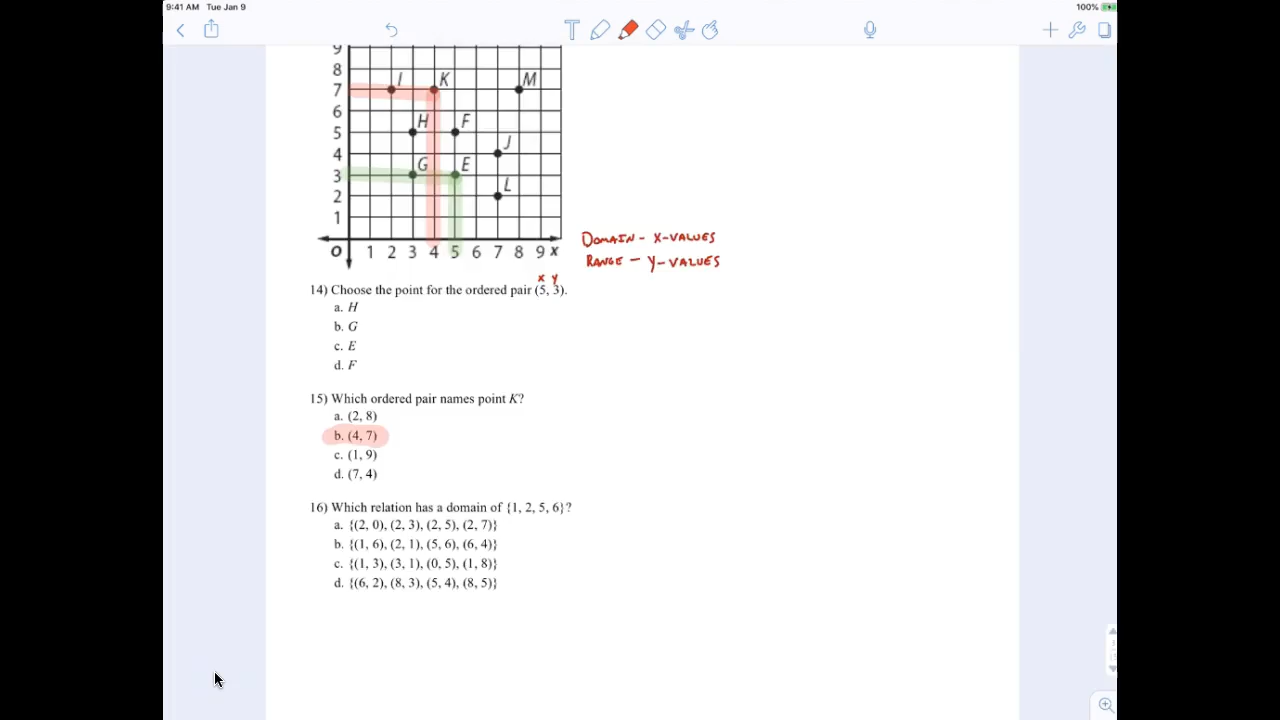 9:41 AM Tue Jan 9
100%
T
9
8
I K M
7
6
H F
5
J
4
G E
3
L
2
1
O 1 2 3 4 5 6 7 8 9 x
DOMAIN - X-VALUES
RANGE - Y-VALUES
x y
14) Choose the point for the ordered pair (5, 3).
a. H
b. G
c. E
d. F
15) Which ordered pair names point K?
a. (2, 8)
b. (4, 7)
c. (1, 9)
d. (7, 4)
16) Which relation has a domain of {1, 2, 5, 6}?
a. {(2, 0), (2, 3), (2, 5), (2, 7)}
b. {(1, 6), (2, 1), (5, 6), (6, 4)}
c. {(1, 3), (3, 1), (0, 5), (1, 8)}
d. {(6, 2), (8, 3), (5, 4), (8, 5)}